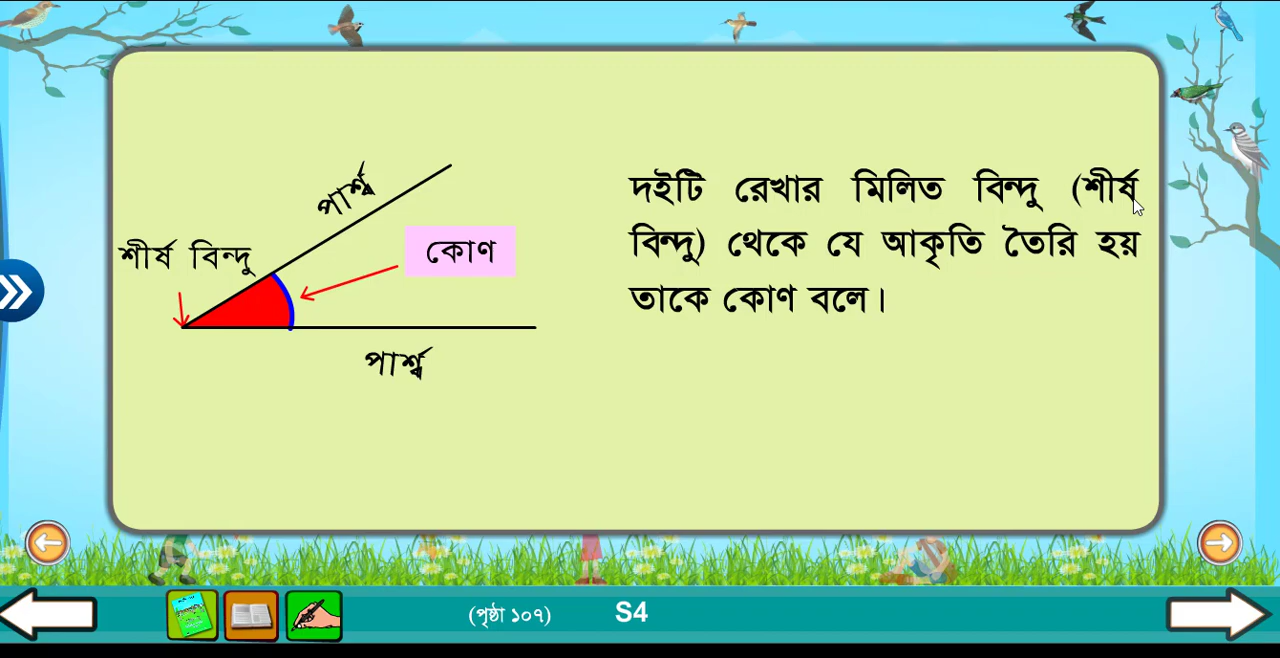 পার্শ্ব
শীর্ষ বিন্দু
কোণ
পার্শ্ব
দইটি রেখার মিলিত বিন্দু (শীর্ষ
বিন্দু) থেকে যে আকৃতি তৈরি হয়
তাকে কোণ বলে।
(পৃষ্ঠা ১০৭) S4